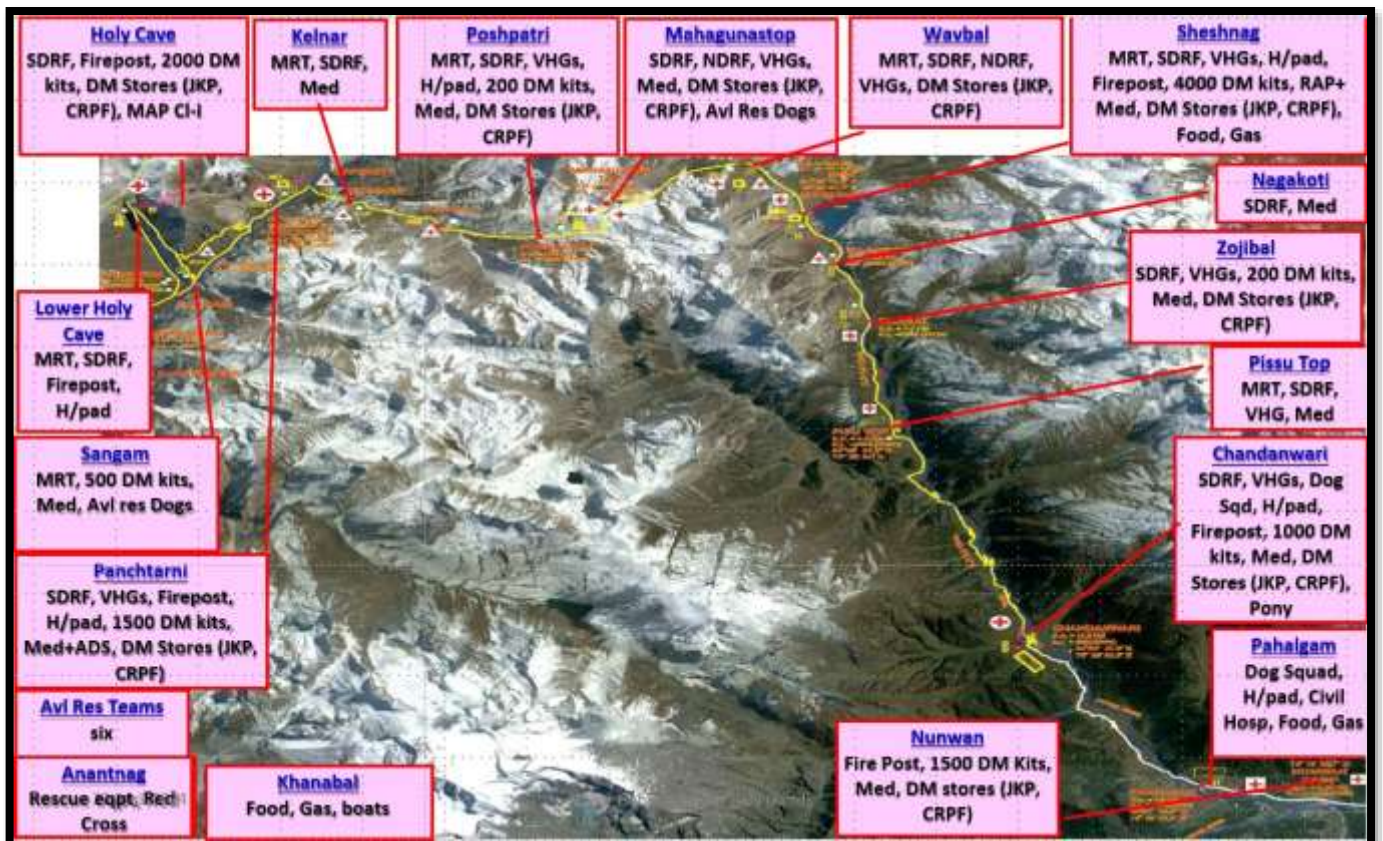 Holy Cave
SDRF, Firepost, 2000 DM
kits, DM Stores (JKP,
CRPF), MAP Cl-I
Kelnar
MRT, SDRF,
Med
Poshpatri
MRT, SDRF, VHGs,
H/pad, 200 DM kits,
Med, DM Stores (JKP,
CRPF)
Mahagunastop
SDRF, NDRF, VHGs,
Med, DM Stores (JKP,
CRPF), Avl Res Dogs
Wavbal
MRT, SDRF, NDRF,
VHGs, DM Stores (JKP,
CRPF)
Sheshnag
MRT, SDRF, VHGs, H/pad,
Firepost, 4000 DM kits, RAP+
Med, DM Stores (JKP, CRPF),
Food, Gas
Nagakoti
SDRF, Med
Zojibal
SDRF, VHGs, 200 DM kits,
Med, DM Stores (JKP,
CRPF)
Lower Holy
Cave
MRT, SDRF,
Firepost,
H/pad
Pissu Top
MRT, SDRF,
VHG, Med
Sangam
MRT, 500 DM kits,
Med, Avl res Dogs
Chandanwari
SDRF, VHGs, Dog
Sqd, H/pad,
Firepost, 1000 DM
kits, Med, DM
Stores (JKP, CRPF),
Pony
Panchtarni
SDRF, VHGs, Firepost,
H/pad, 1500 DM kits,
Med+ADS, DM Stores (JKP,
CRPF)
Pahalgam
Dog Squad,
H/pad, Civil
Hosp, Food, Gas
Avl Res Teams
six
Nunwan
Fire Post, 1500 DM Kits,
Med, DM stores (JKP,
CRPF)
Anantnag
Rescue eqpt, Red
Cross
Khanabal
Food, Gas, boats